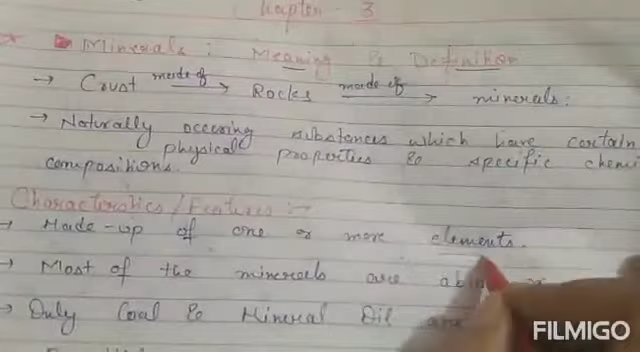 Chapter - 3
Minerals : Meaning & Definition
→ Crust made of → Rocks made of → minerals.
→ Naturally occuring substances which have certain
physical properties & specific chemi
compositions.
Characteristics/Features :-
→ Made-up of one or more elements.
→ Most of the minerals are
→ Only Coal & Mineral Oil are
FILMIGO